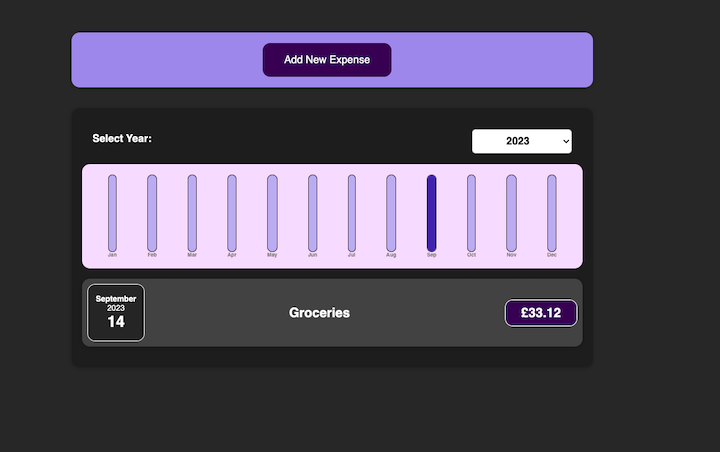 Add New Expense
Select Year:
2023
Jan Feb Mar Apr May Jun Jul Aug Sep Oct Nov Dec
September
2023
14
Groceries
£33.12